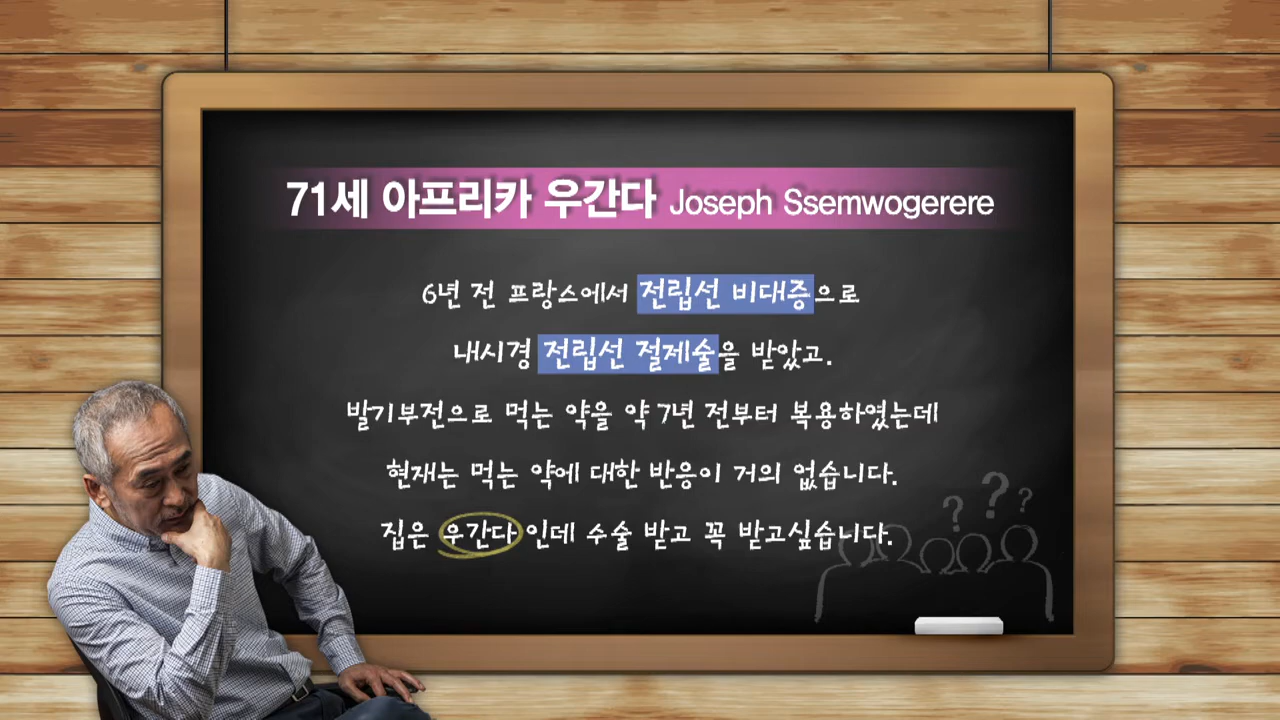 71세 아프리카 우간다 Joseph Ssemwogerere
6년 전 프랑스에서 전립선 비대증으로
내시경 전립선 절제술을 받았고.
발기부전으로 먹는 약을 약 7년 전부터 복용하였는데
현재는 먹는 약에 대한 반응이 거의 없습니다.
집은 우간다 인데 수술 받고 꼭 받고싶습니다.
? ? ?